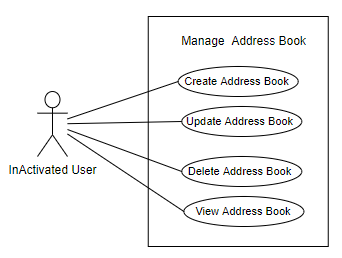 Manage Address Book
Create Address Book
Update Address Book
InActivated User
Delete Address Book
View Address Book